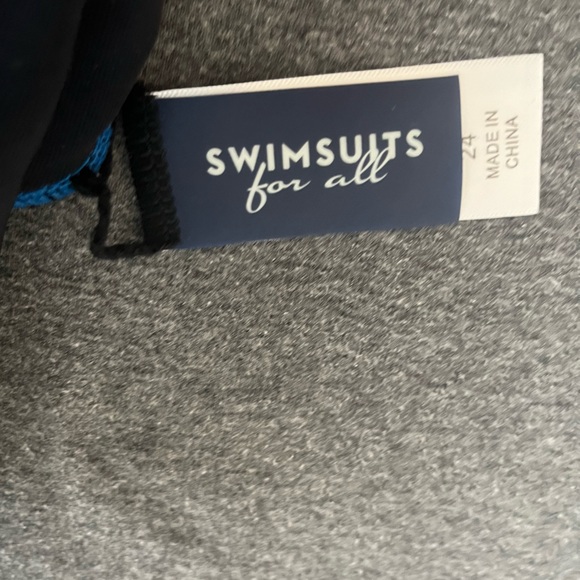 SWIMSUITS
for all
24
MADE IN
CHINA